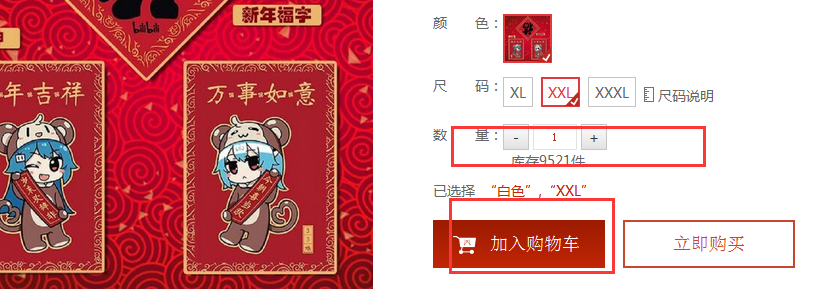 bilibili
新年福字
年吉祥
万事如意
颜 色：
尺 码： XL XXL XXXL 尺码说明
数 量： - 1 +
库存9521件
已选择 “白色”，“XXL”
加入购物车 立即购买